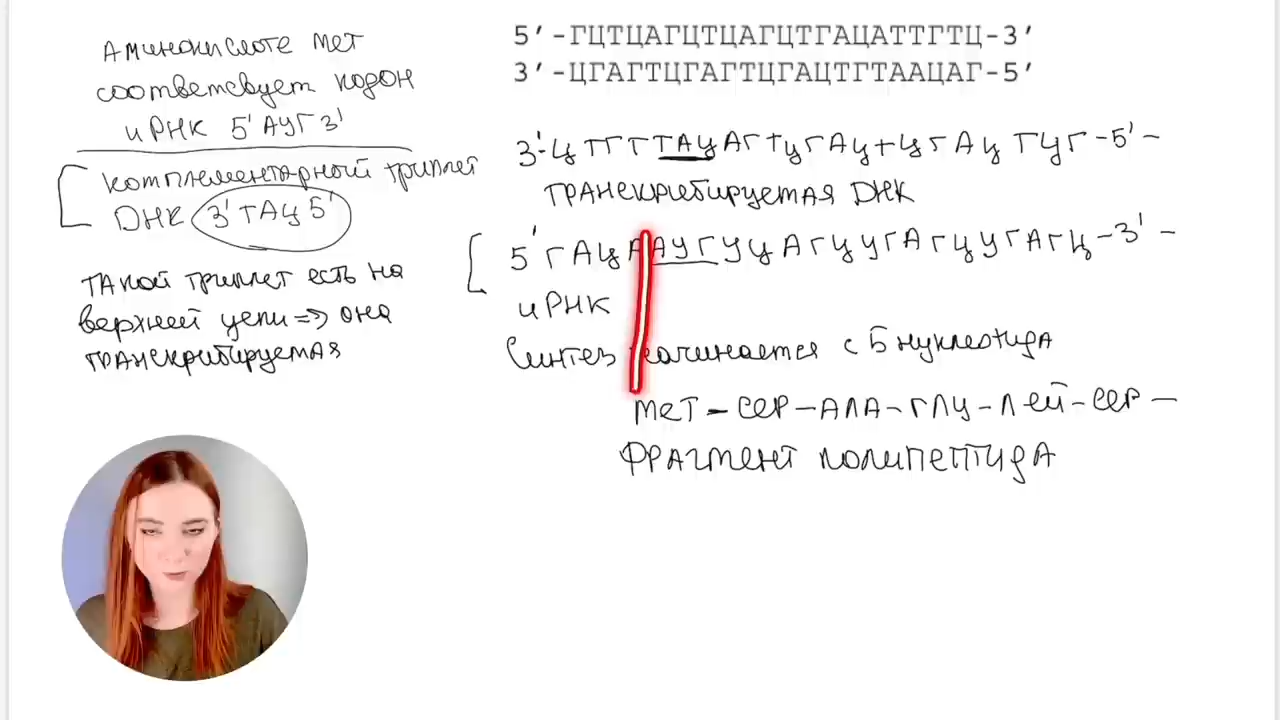 Аминокислоте мет
соответствует кодон
иРНК 5' АУГ 3'
комплементарный триплет
ДНК 3' ТАЦ 5'
Такой триплет есть на
верхней цепи => она
транскрибируемая
5’-ГЦТЦАГЦТЦАГЦТГАЦАТТГТЦ-3’
3’-ЦГАГТЦГАГТЦГАЦТГТААЦАГ-5’
3'-ЦТГТТАЦАГТЦГАЦТЦГАЦТЦГ-5'-
транскрибируемая ДНК
5' ГАЦААУГУЦАГЦУГАГЦУГАГЦ-3'-
иРНК
Синтез начинается с 5 нуклеотида
мет-сер-ала-глу-лей-сер-
Фрагмент полипептида